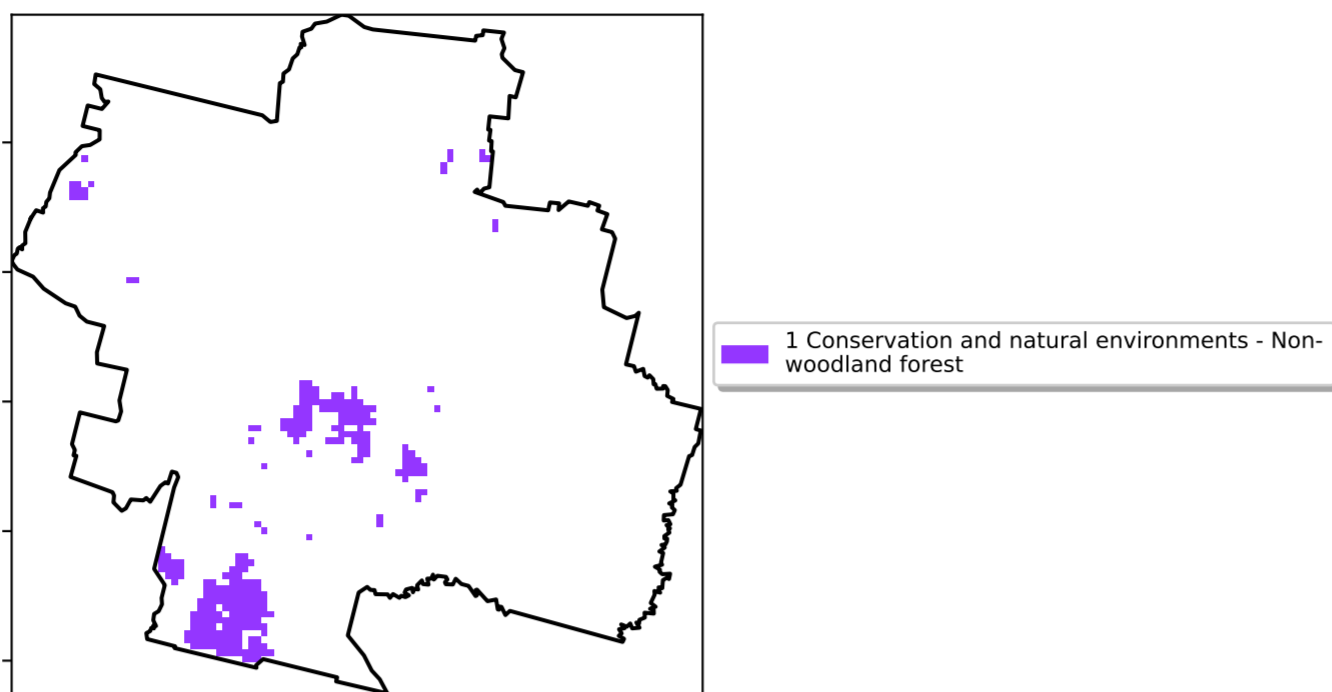 1 Conservation and natural environments - Non-
woodland forest